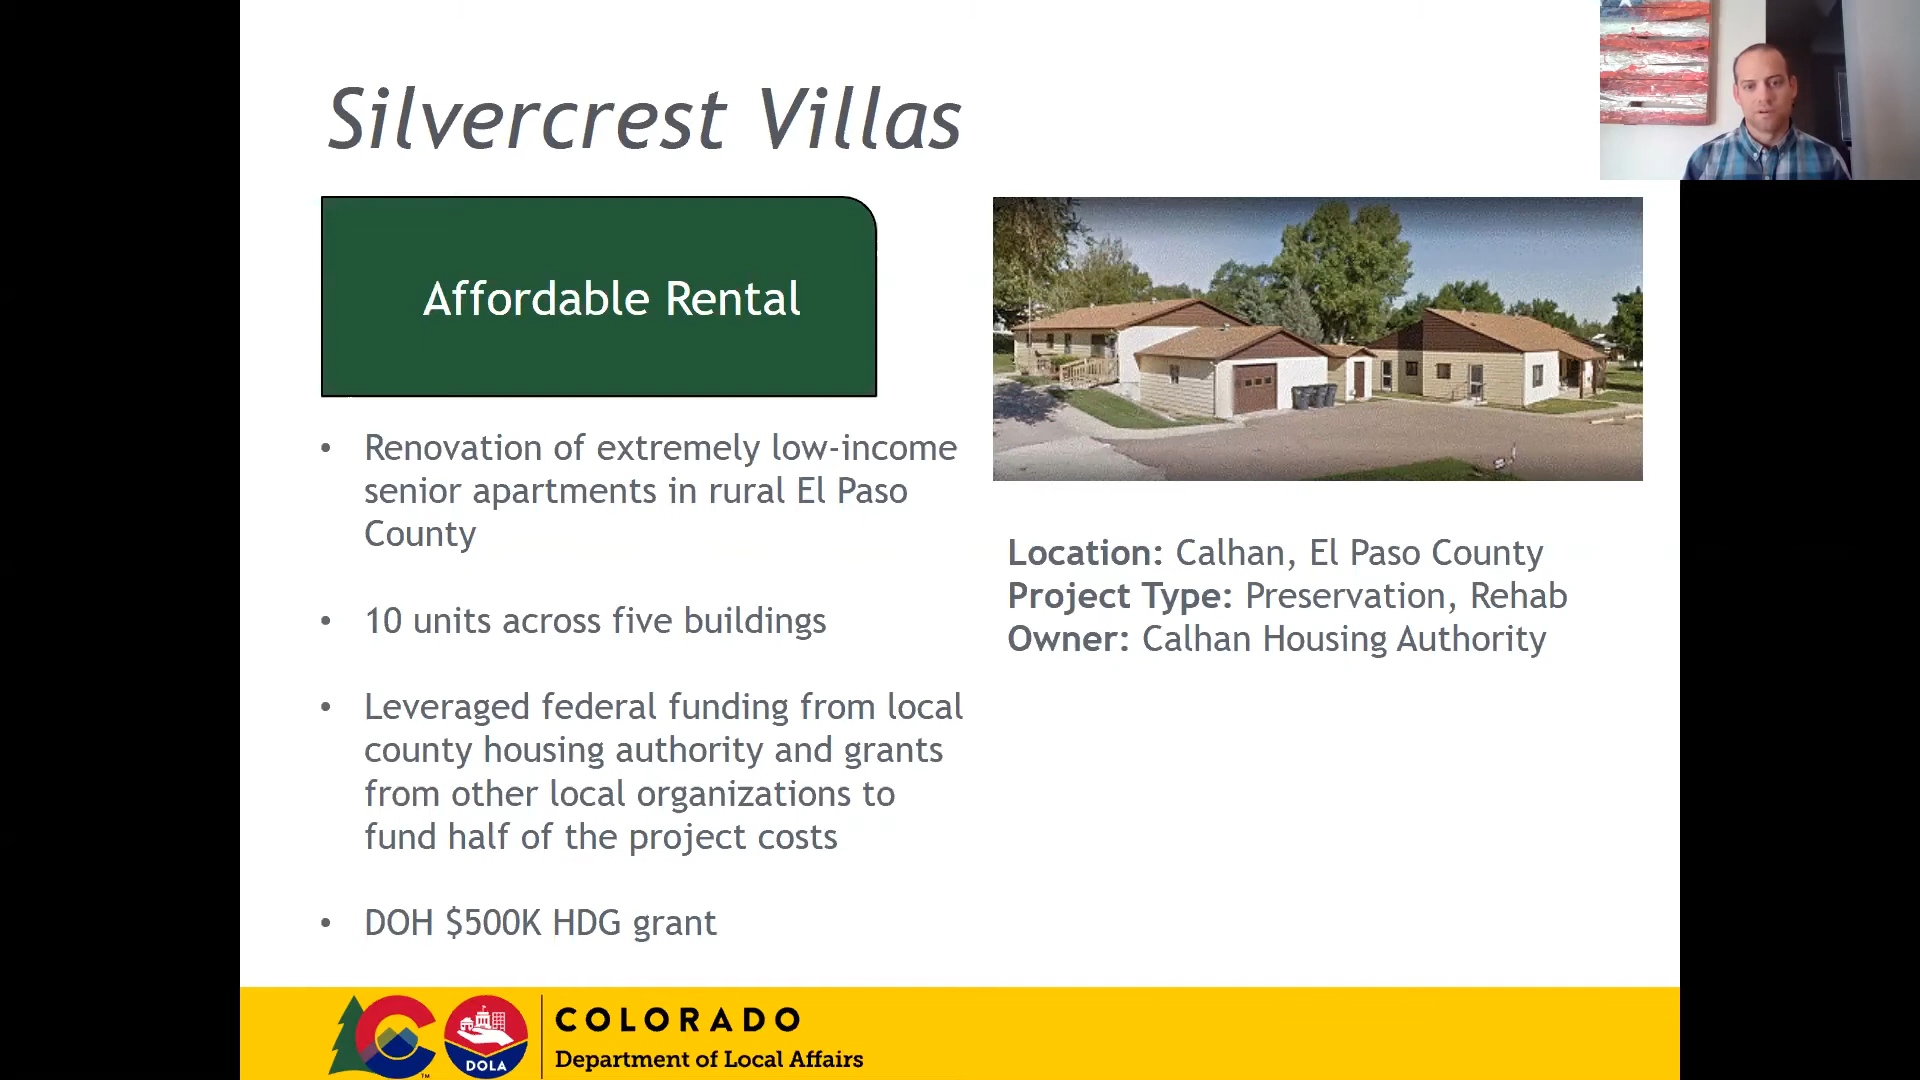 Silvercrest Villas
Affordable Rental
• Renovation of extremely low-income
senior apartments in rural El Paso
County
• 10 units across five buildings
• Leveraged federal funding from local
county housing authority and grants
from other local organizations to
fund half of the project costs
• DOH $500K HDG grant
Location: Calhan, El Paso County
Project Type: Preservation, Rehab
Owner: Calhan Housing Authority
C
TM
DOLA
COLORADO
Department of Local Affairs